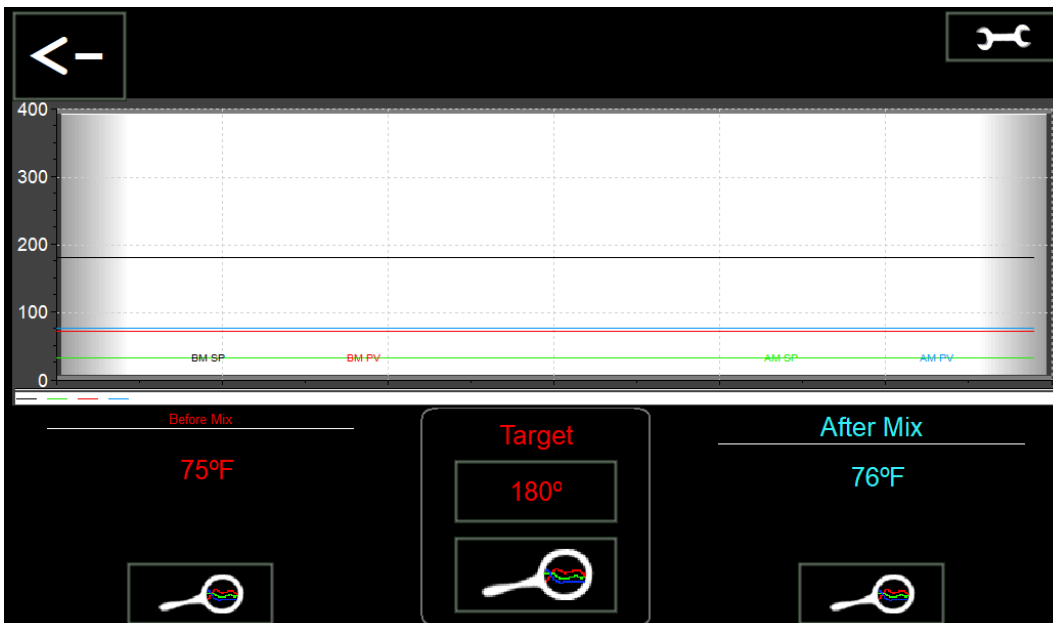 <-
400
300
200
100
0
BM SP BM PV AM SP AM PV
Before Mix Target After Mix
75ºF 180º 76ºF